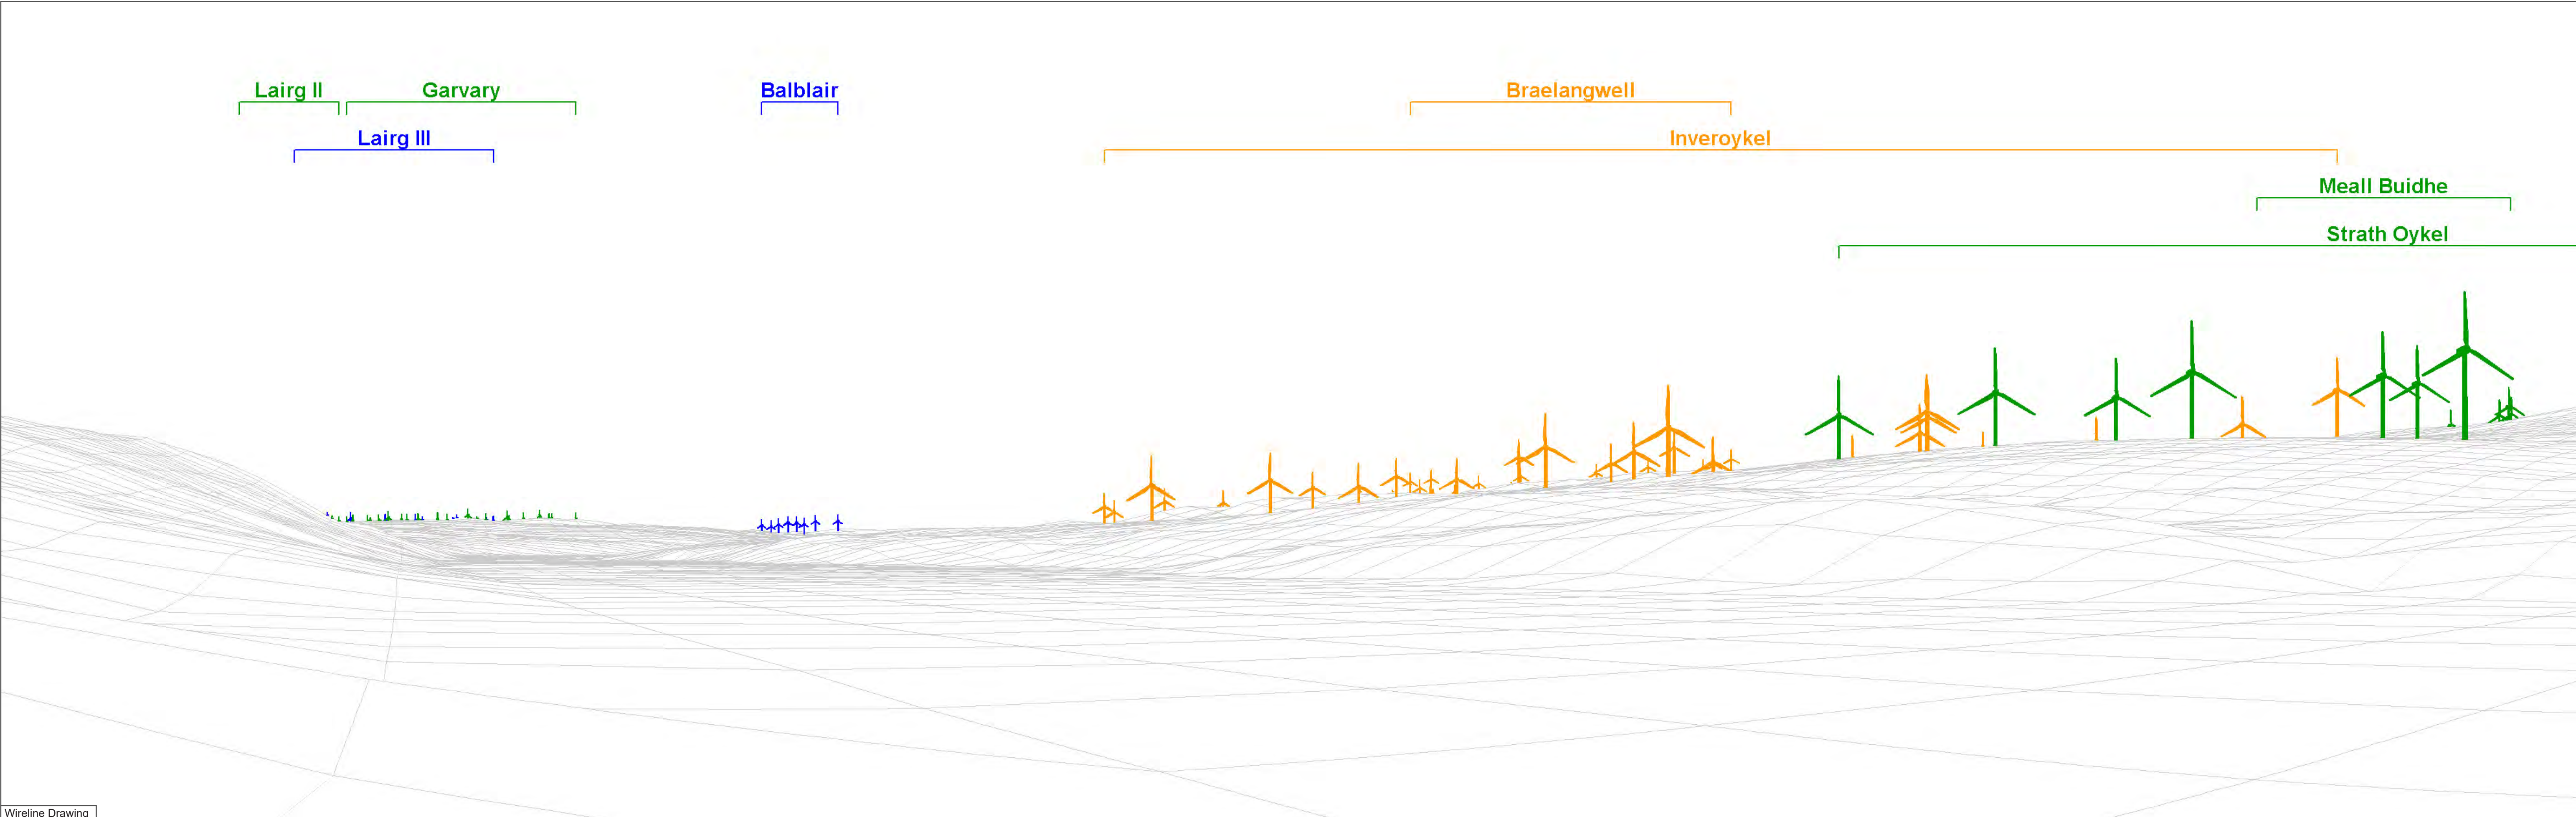 Lairg II
Garvary
Balblair
Braelangwell
Lairg III
Inveroykel
Meall Buidhe
Strath Oykel
Wireline Drawing